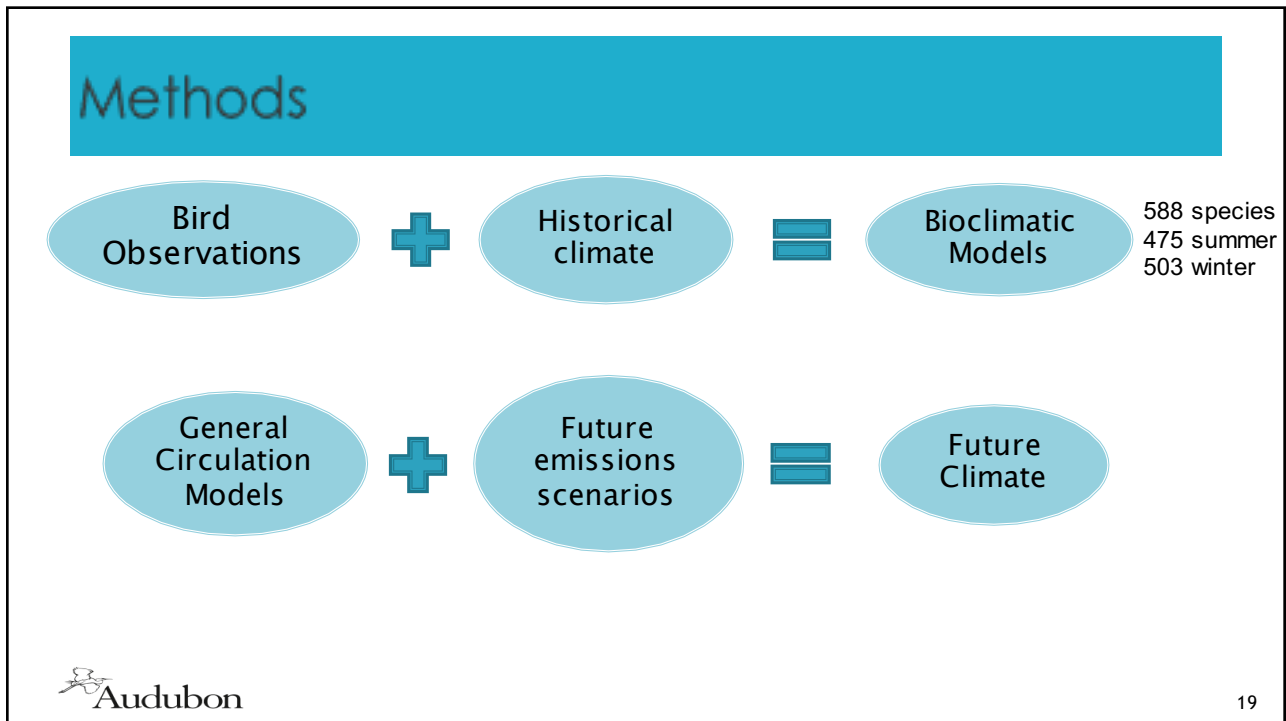 Methods
Bird
Observations
Historical
climate
Bioclimatic
Models
588 species
475 summer
503 winter
General
Circulation
Models
Future
emissions
scenarios
Future
Climate
Audubon
19